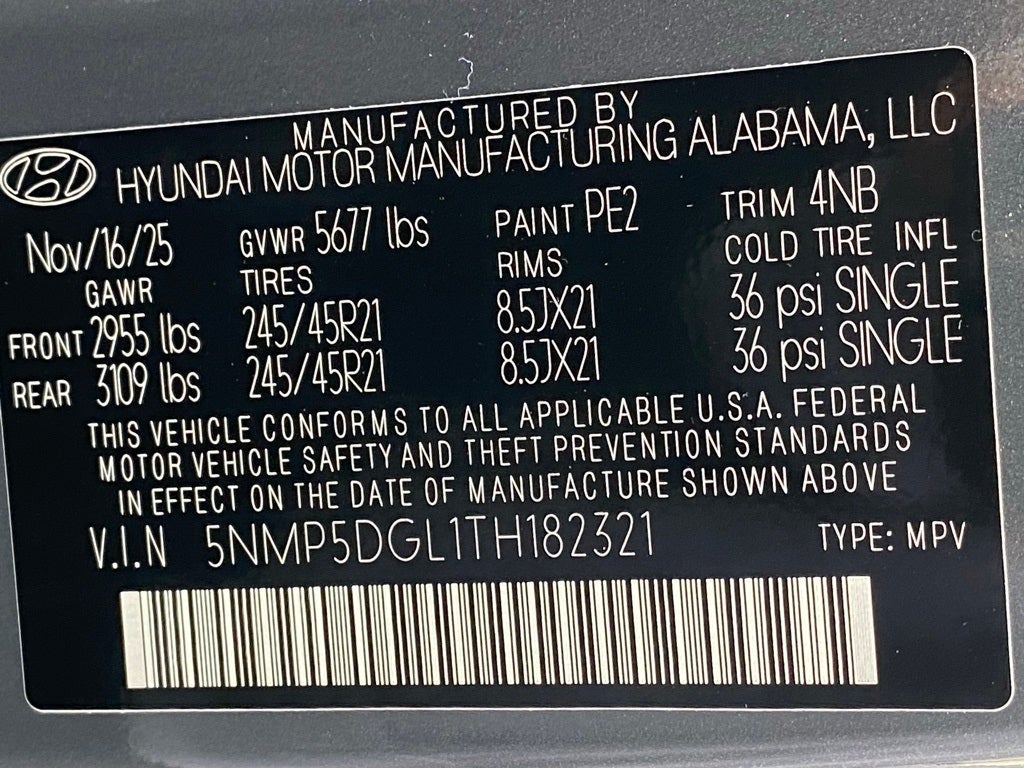 MANUFACTURED BY
HYUNDAI MOTOR MANUFACTURING ALABAMA, LLC
Nov/16/25 GVWR 5677 lbs PAINT PE2 TRIM 4NB
GAWR TIRES RIMS COLD TIRE INFL
FRONT 2955 lbs 245/45R21 8.5JX21 36 psi SINGLE
REAR 3109 lbs 245/45R21 8.5JX21 36 psi SINGLE
THIS VEHICLE CONFORMS TO ALL APPLICABLE U.S.A. FEDERAL
MOTOR VEHICLE SAFETY AND THEFT PREVENTION STANDARDS
IN EFFECT ON THE DATE OF MANUFACTURE SHOWN ABOVE
V.I.N 5NMP5DGL1TH182321 TYPE: MPV